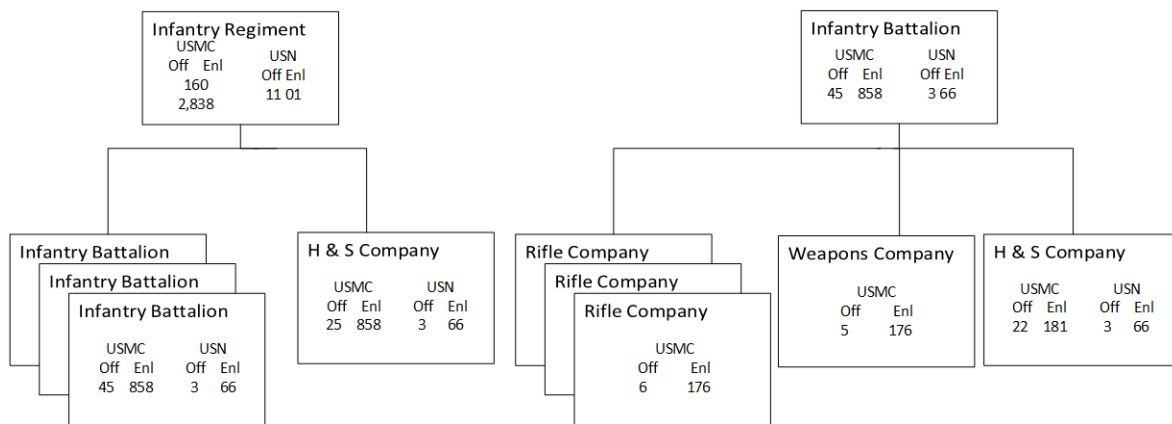 Infantry Regiment
USMC
Off Enl
160
2,838
USN
Off Enl
11 01
Infantry Battalion
Infantry Battalion
Infantry Battalion
USMC USN
Off Enl Off Enl
45 858 3 66
H & S Company
USMC USN
Off Enl Off Enl
25 858 3 66
Infantry Battalion
USMC USN
Off Enl Off Enl
45 858 3 66
Rifle Company
Rifle Company
Rifle Company
USMC
Off Enl
6 176
Weapons Company
USMC
Off Enl
5 176
H & S Company
USMC USN
Off Enl Off Enl
22 181 3 66